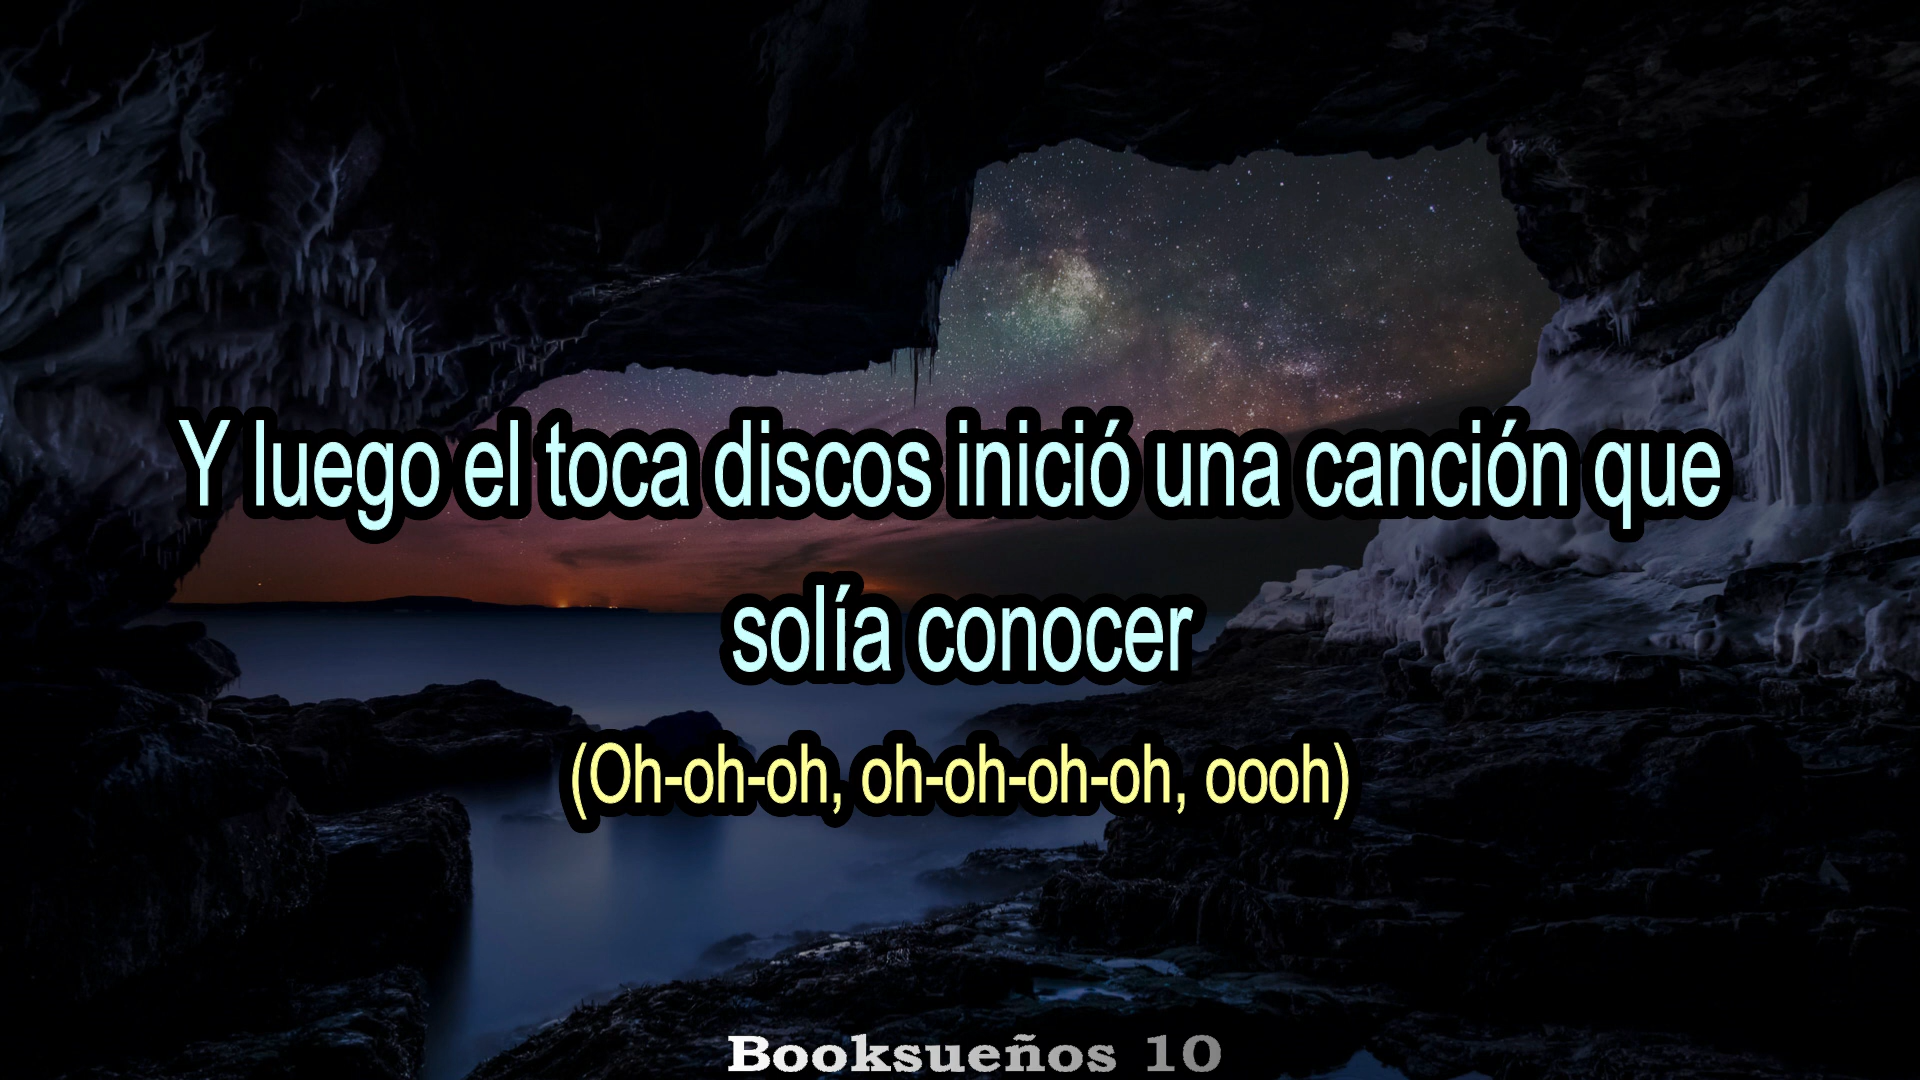 Y luego el toca discos inició una canción que
solía conocer
(Oh-oh-oh, oh-oh-oh-oh, oooh)
Booksueños 10